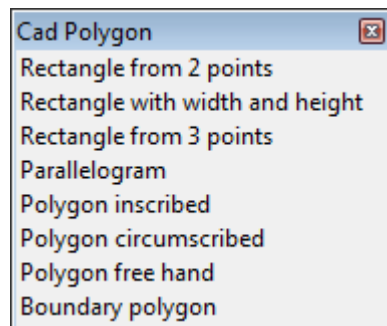 Cad Polygon
Rectangle from 2 points
Rectangle with width and height
Rectangle from 3 points
Parallelogram
Polygon inscribed
Polygon circumscribed
Polygon free hand
Boundary polygon